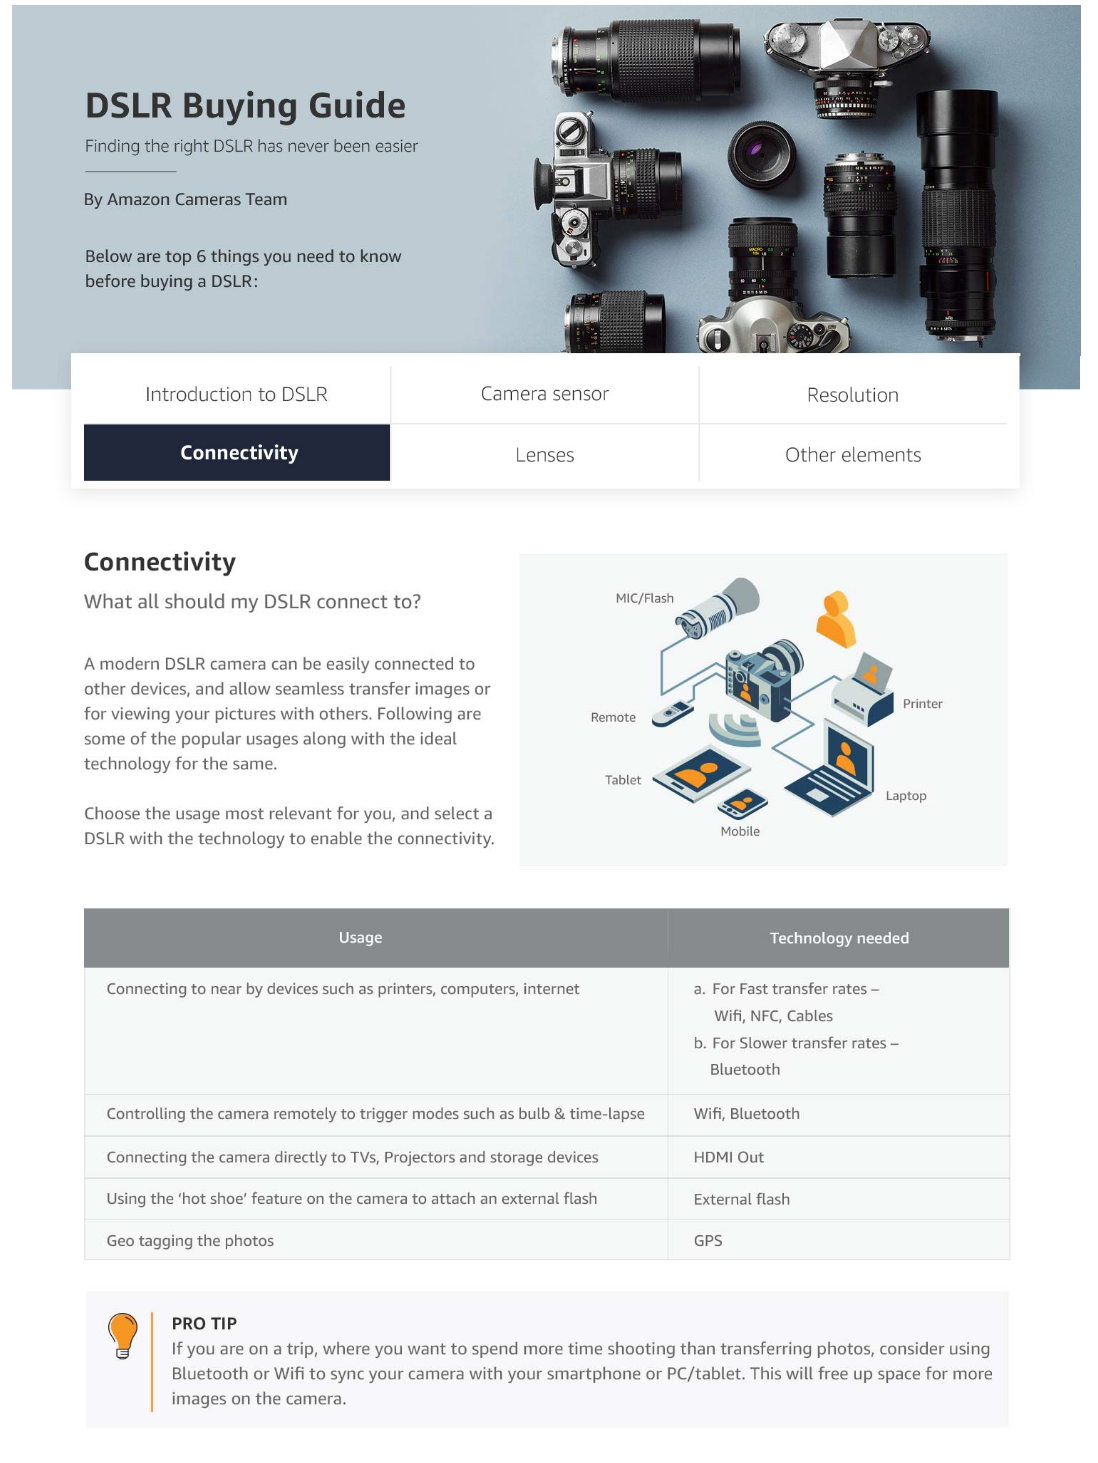 DSLR Buying Guide
Finding the right DSLR has never been easier
By Amazon Cameras Team
Below are top 6 things you need to know
before buying a DSLR:
Introduction to DSLR
Camera sensor
Resolution
Connectivity
Lenses
Other elements
Connectivity
What all should my DSLR connect to?
A modern DSLR camera can be easily connected to
other devices, and allow seamless transfer images or
for viewing your pictures with others. Following are
some of the popular usages along with the ideal
technology for the same.
Choose the usage most relevant for you, and select a
DSLR with the technology to enable the connectivity.
MIC/Flash
Printer
Remote
Tablet
Laptop
Mobile
Usage
Technology needed
Connecting to near by devices such as printers, computers, internet
a. For Fast transfer rates –
Wifi, NFC, Cables
b. For Slower transfer rates –
Bluetooth
Controlling the camera remotely to trigger modes such as bulb & time-lapse
Wifi, Bluetooth
Connecting the camera directly to TVs, Projectors and storage devices
HDMI Out
Using the ‘hot shoe’ feature on the camera to attach an external flash
External flash
Geo tagging the photos
GPS
PRO TIP
If you are on a trip, where you want to spend more time shooting than transferring photos, consider using
Bluetooth or Wifi to sync your camera with your smartphone or PC/tablet. This will free up space for more
images on the camera.